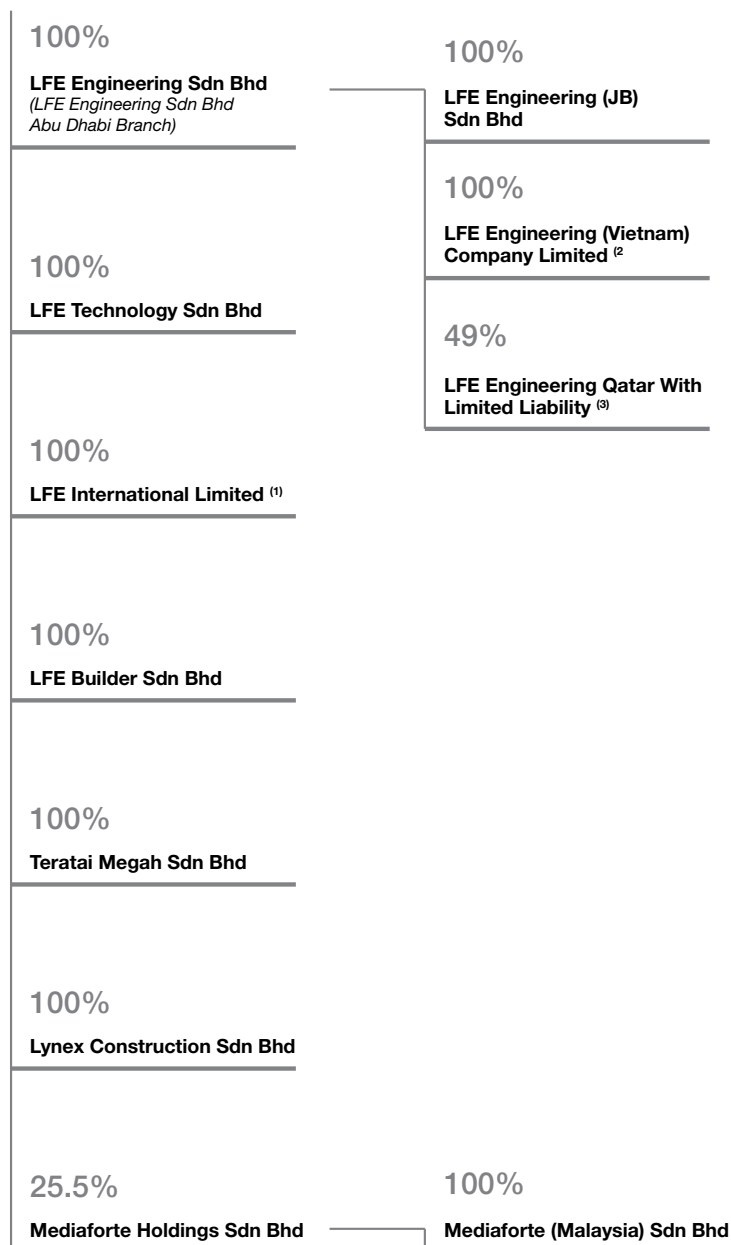 100%
LFE Engineering Sdn Bhd
(LFE Engineering Sdn Bhd
Abu Dhabi Branch)
100%
LFE Engineering (JB)
Sdn Bhd
100%
LFE Engineering (Vietnam)
Company Limited (2
49%
LFE Engineering Qatar With
Limited Liability (3)
100%
LFE Technology Sdn Bhd
100%
LFE International Limited (1)
100%
LFE Builder Sdn Bhd
100%
Teratai Megah Sdn Bhd
100%
Lynex Construction Sdn Bhd
25.5%
Mediaforte Holdings Sdn Bhd
100%
Mediaforte (Malaysia) Sdn Bhd